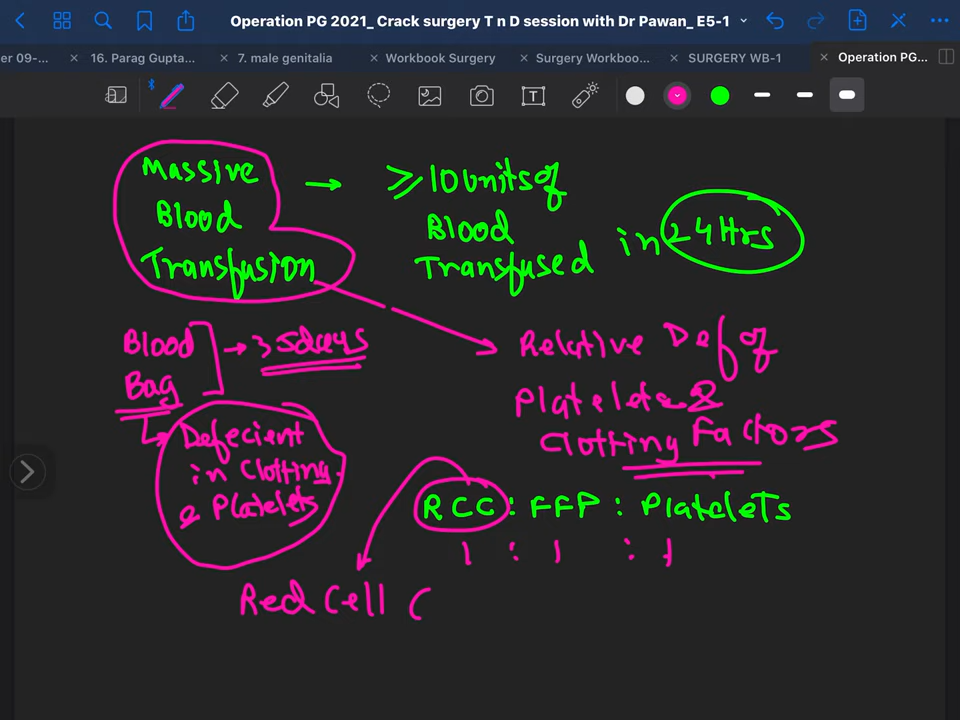 Operation PG 2021_ Crack surgery T n D session with Dr Pawan_ E5-1
er 09-...
16. Parag Gupta...
7. male genitalia
Workbook Surgery
Surgery Workboo...
SURGERY WB-1
Operation PG...
Massive → ≥10 Units of
Blood Blood in 24 Hrs
Transfusion Transfused
Blood → > 5 days Relative Def of
Bag Platelets &
Defecient Clotting Factors
in Clotting
& Platelets RCC : FFP : Platelets
1 : 1 : 1
Red Cell C